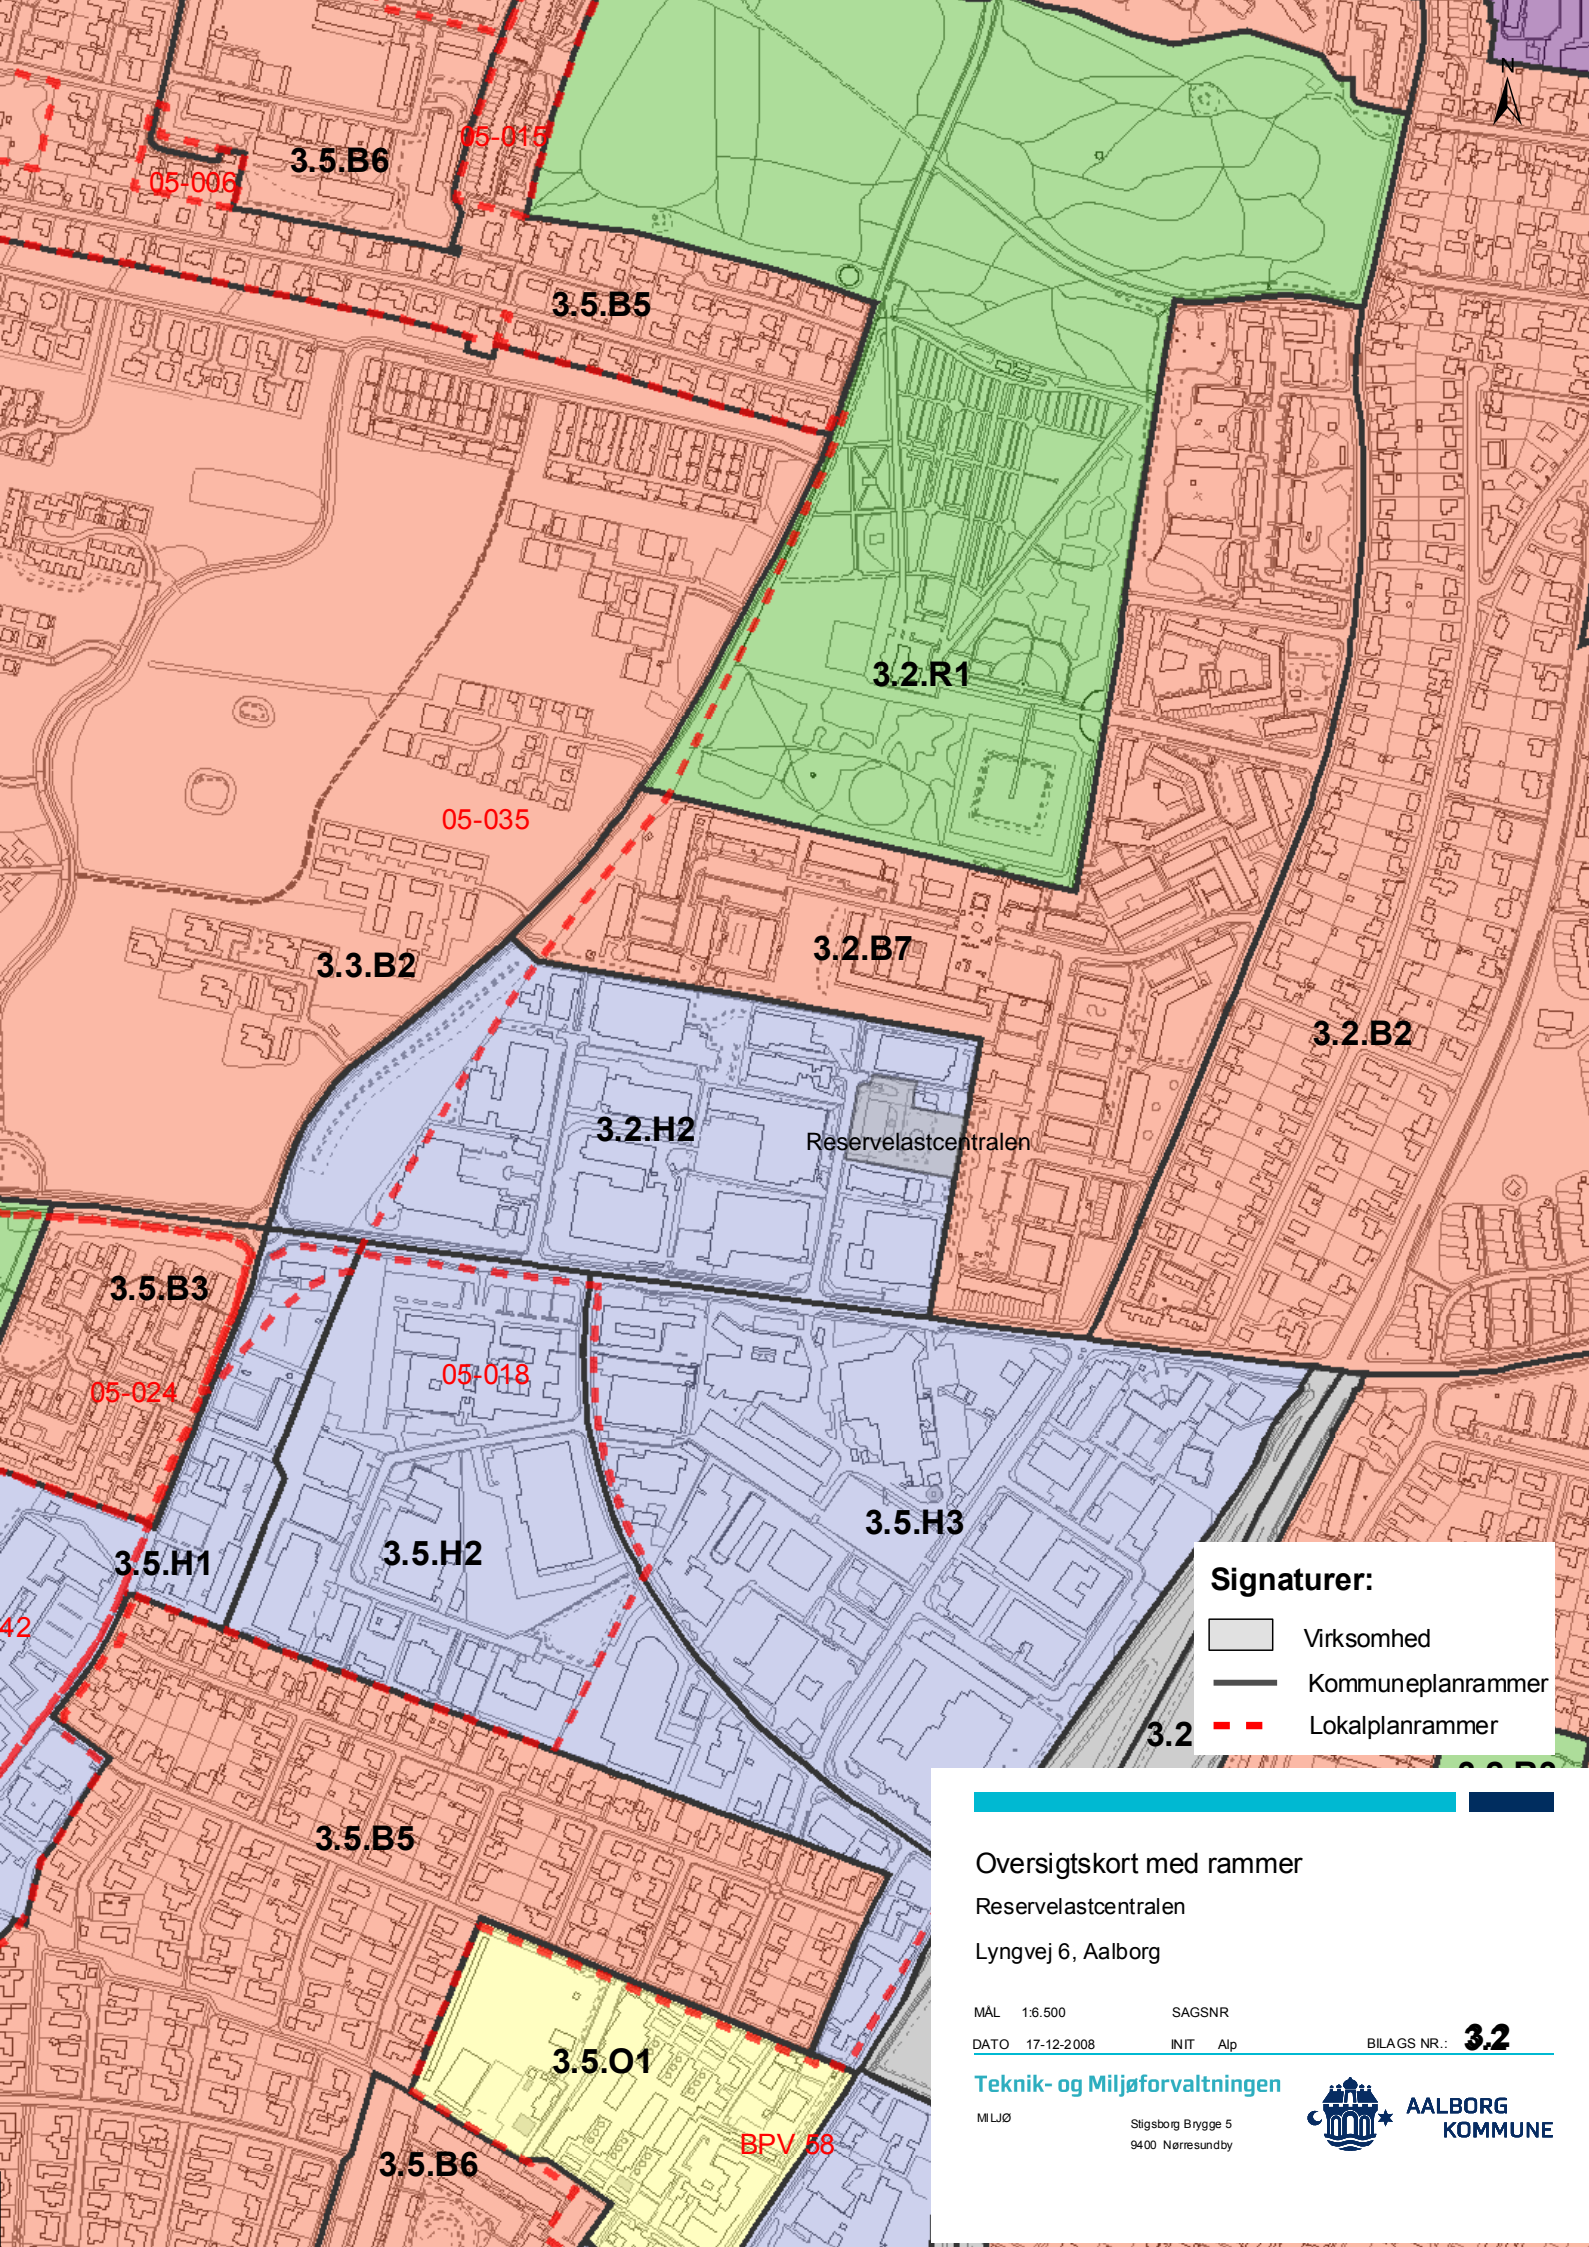 N
05-015
3.5.B6
05-006
3.5.B5
3.2.R1
05-035
3.2.B7
3.3.B2
3.2.B2
3.2.H2
Reservelastcentralen
3.5.B3
05-018
05-024
3.5.H3
3.5.H2
3.5.H1
42
Signaturer:
Virksomhed
Kommuneplanrammer
Lokalplanrammer
3.2
3.5.B5
Oversigtskort med rammer
Reservelastcentralen
Lyngvej 6, Aalborg
MÅL 1:6.500 SAGSNR
DATO 17-12-2008 INIT Alp BILAGS NR.: 3.2
3.5.O1
Teknik- og Miljøforvaltningen
MILJØ
Stigsborg Brygge 5
9400 Nørresundby
AALBORG
KOMMUNE
BPV 58
3.5.B6